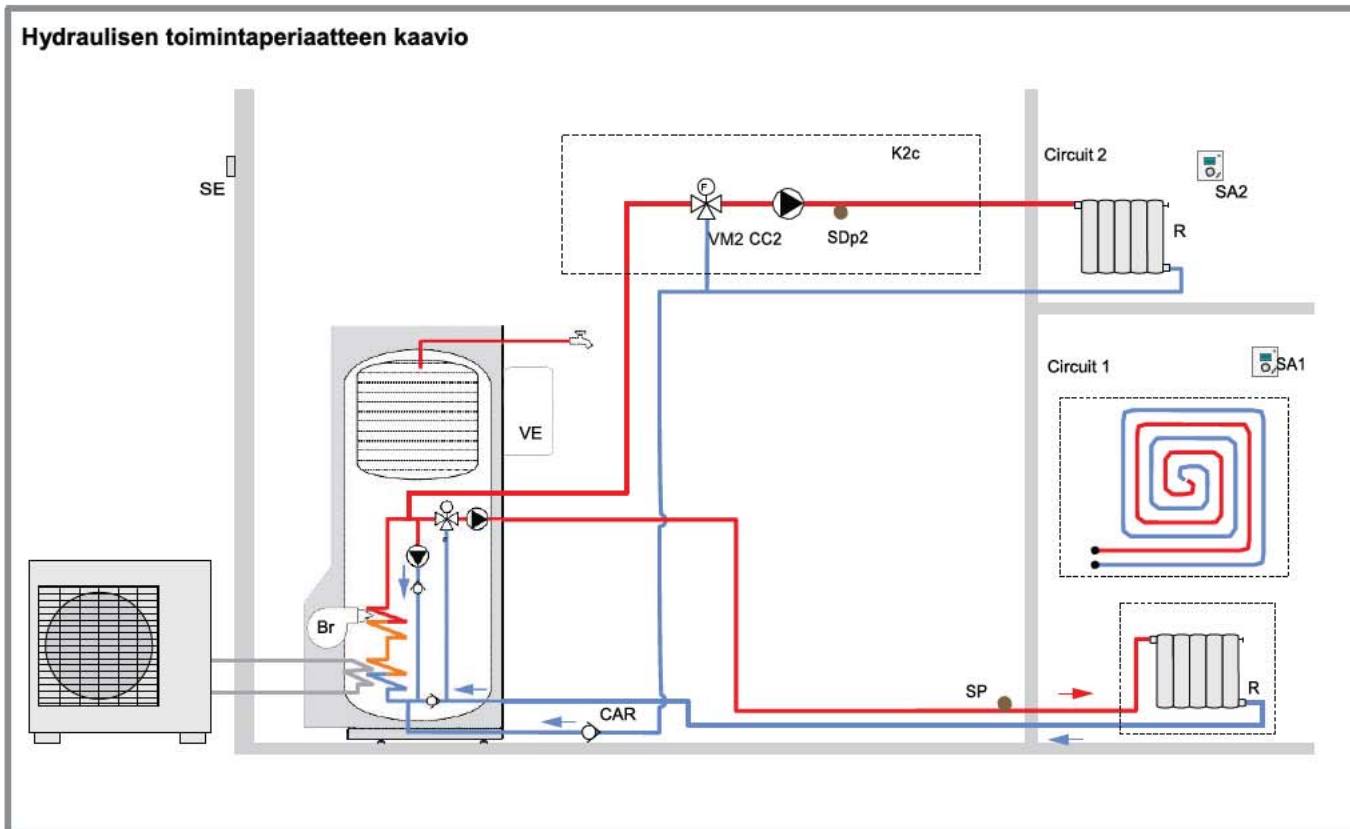 Hydraulisen toimintaperiaatteen kaavio
K2c
Circuit 2
SE
SA2
VM2 CC2
SDp2
R
Circuit 1
SA1
VE
Br
SP
R
CAR
F